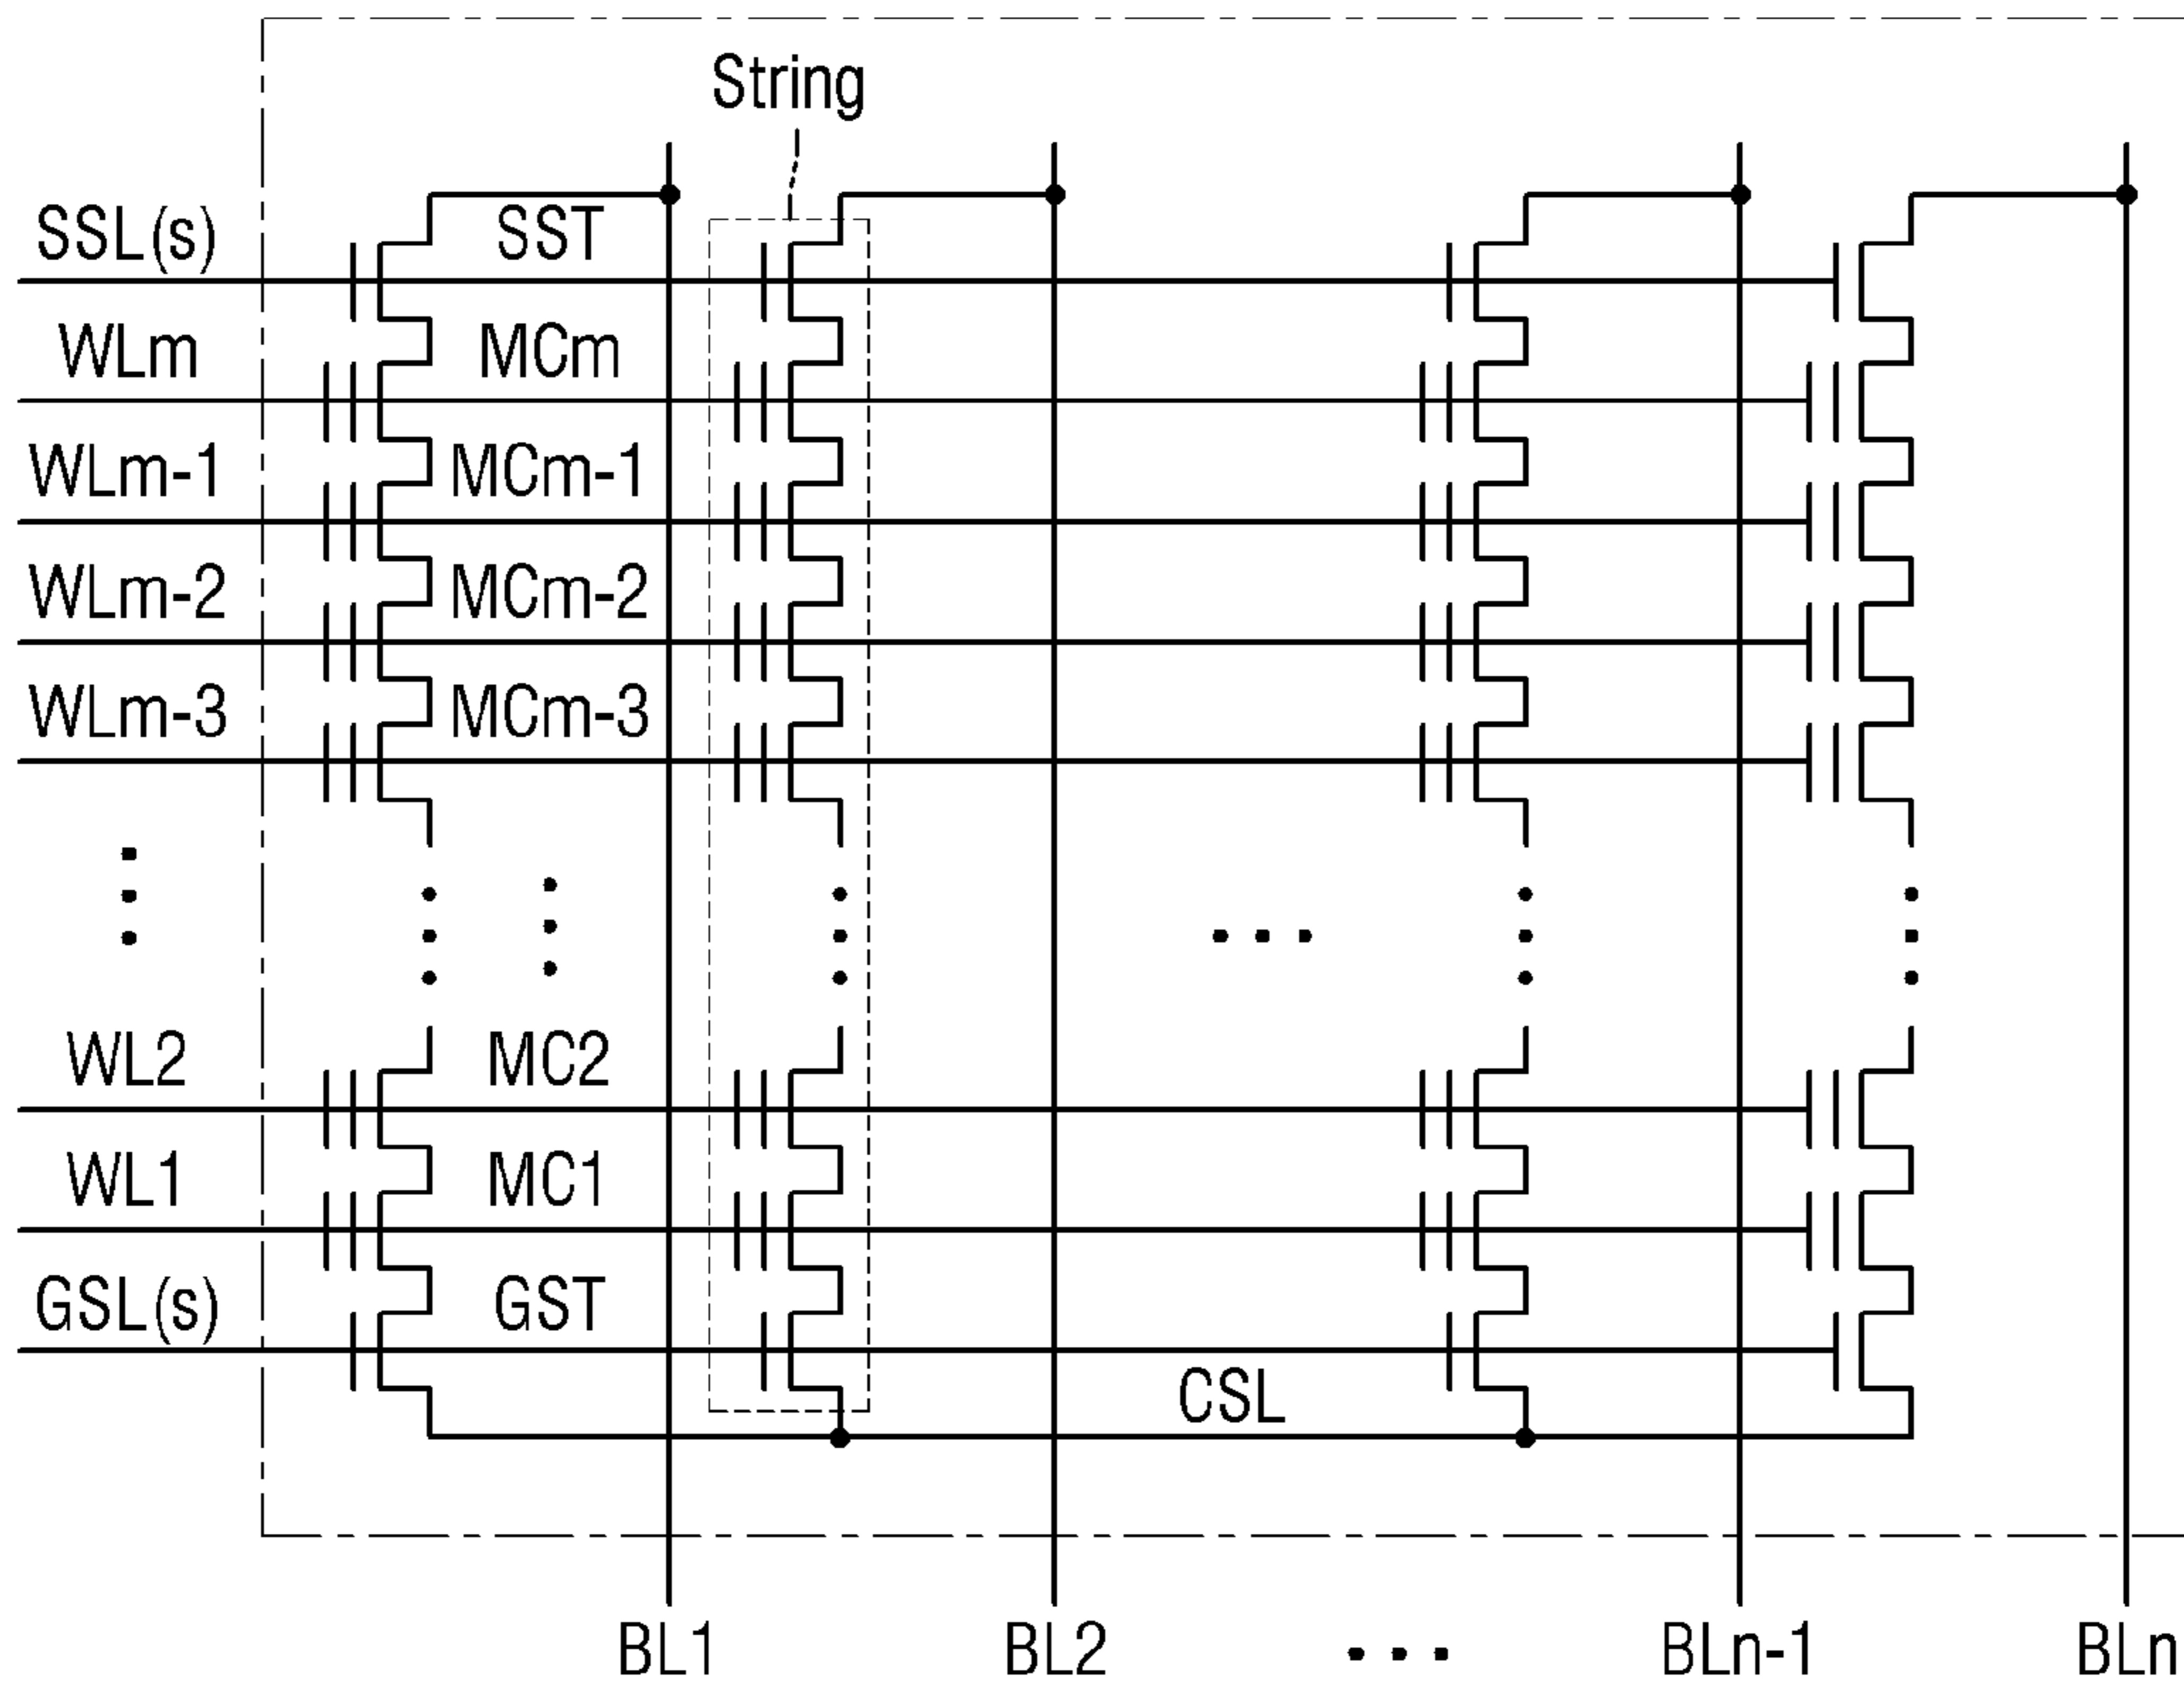 String
SSL(s) SST
WLm MCm
WLm-1 MCm-1
WLm-2 MCm-2
WLm-3 MCm-3
WL2 MC2
WL1 MC1
GSL(s) GST
CSL
BL1 BL2 ... BLn-1 BLn